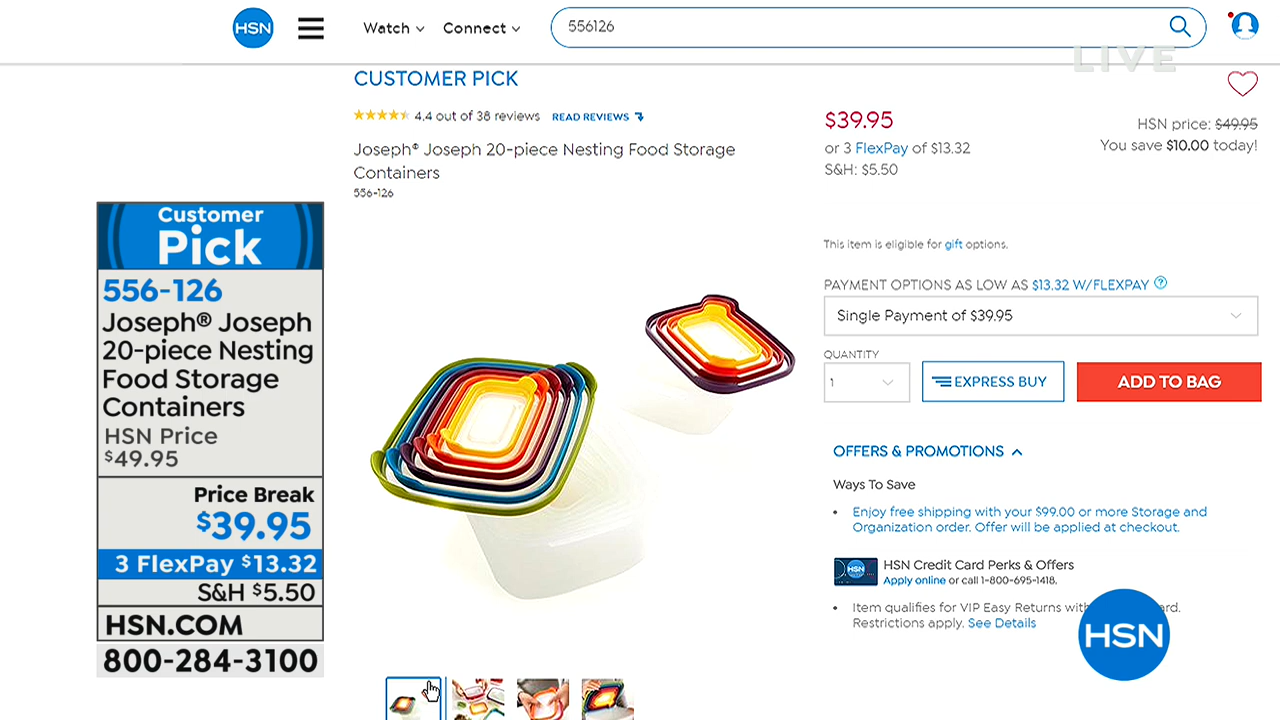 HSN
Watch
Connect
556126
LIVE
CUSTOMER PICK
4.4 out of 38 reviews READ REVIEWS
Joseph® Joseph 20-piece Nesting Food Storage
Containers
556-126
$39.95
or 3 FlexPay of $13.32
S&H: $5.50
HSN price: $49.95
You save $10.00 today!
This item is eligible for gift options.
PAYMENT OPTIONS AS LOW AS $13.32 W/FLEXPAY ?
Single Payment of $39.95
QUANTITY
1
EXPRESS BUY
ADD TO BAG
OFFERS & PROMOTIONS
Ways To Save
• Enjoy free shipping with your $99.00 or more Storage and
Organization order. Offer will be applied at checkout.
HSN
HSN Credit Card Perks & Offers
Apply online or call 1-800-695-1418.
• Item qualifies for VIP Easy Returns
Restrictions apply. See Details
HSN
Customer
Pick
556-126
Joseph® Joseph
20-piece Nesting
Food Storage
Containers
HSN Price
$49.95
Price Break
$39.95
3 FlexPay $13.32
S&H $5.50
HSN.COM
800-284-3100